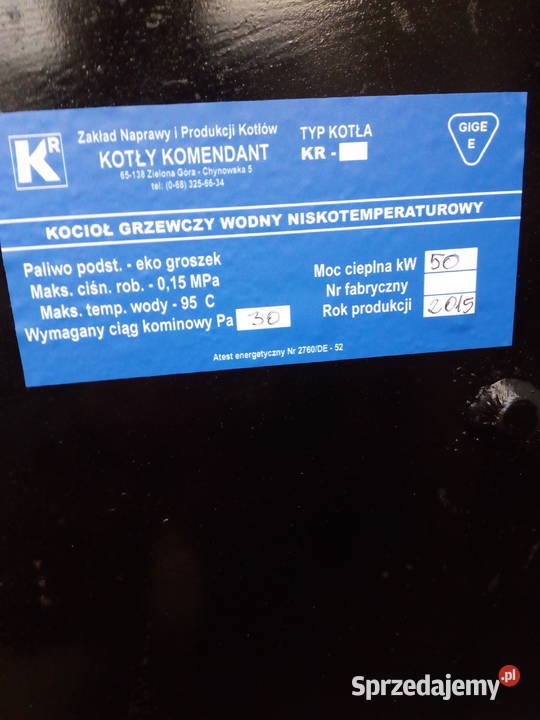 KR
Zakład Naprawy i Produkcji Kotłów
KOTŁY KOMENDANT
65-138 Zielona Góra - Chynowska 5
tel: (0-68) 325-66-34
TYP KOTŁA
KR -
GIGE
E
KOCIOŁ GRZEWCZY WODNY NISKOTEMPERATUROWY
Paliwo podst. - eko groszek
Maks. ciśn. rob. - 0,15 MPa
Maks. temp. wody - 95 C
Wymagany ciąg kominowy Pa 30
Moc cieplna kW 50
Nr fabryczny
Rok produkcji 2015
Atest energetyczny Nr 2760/DE - 52
Sprzedajemy.pl